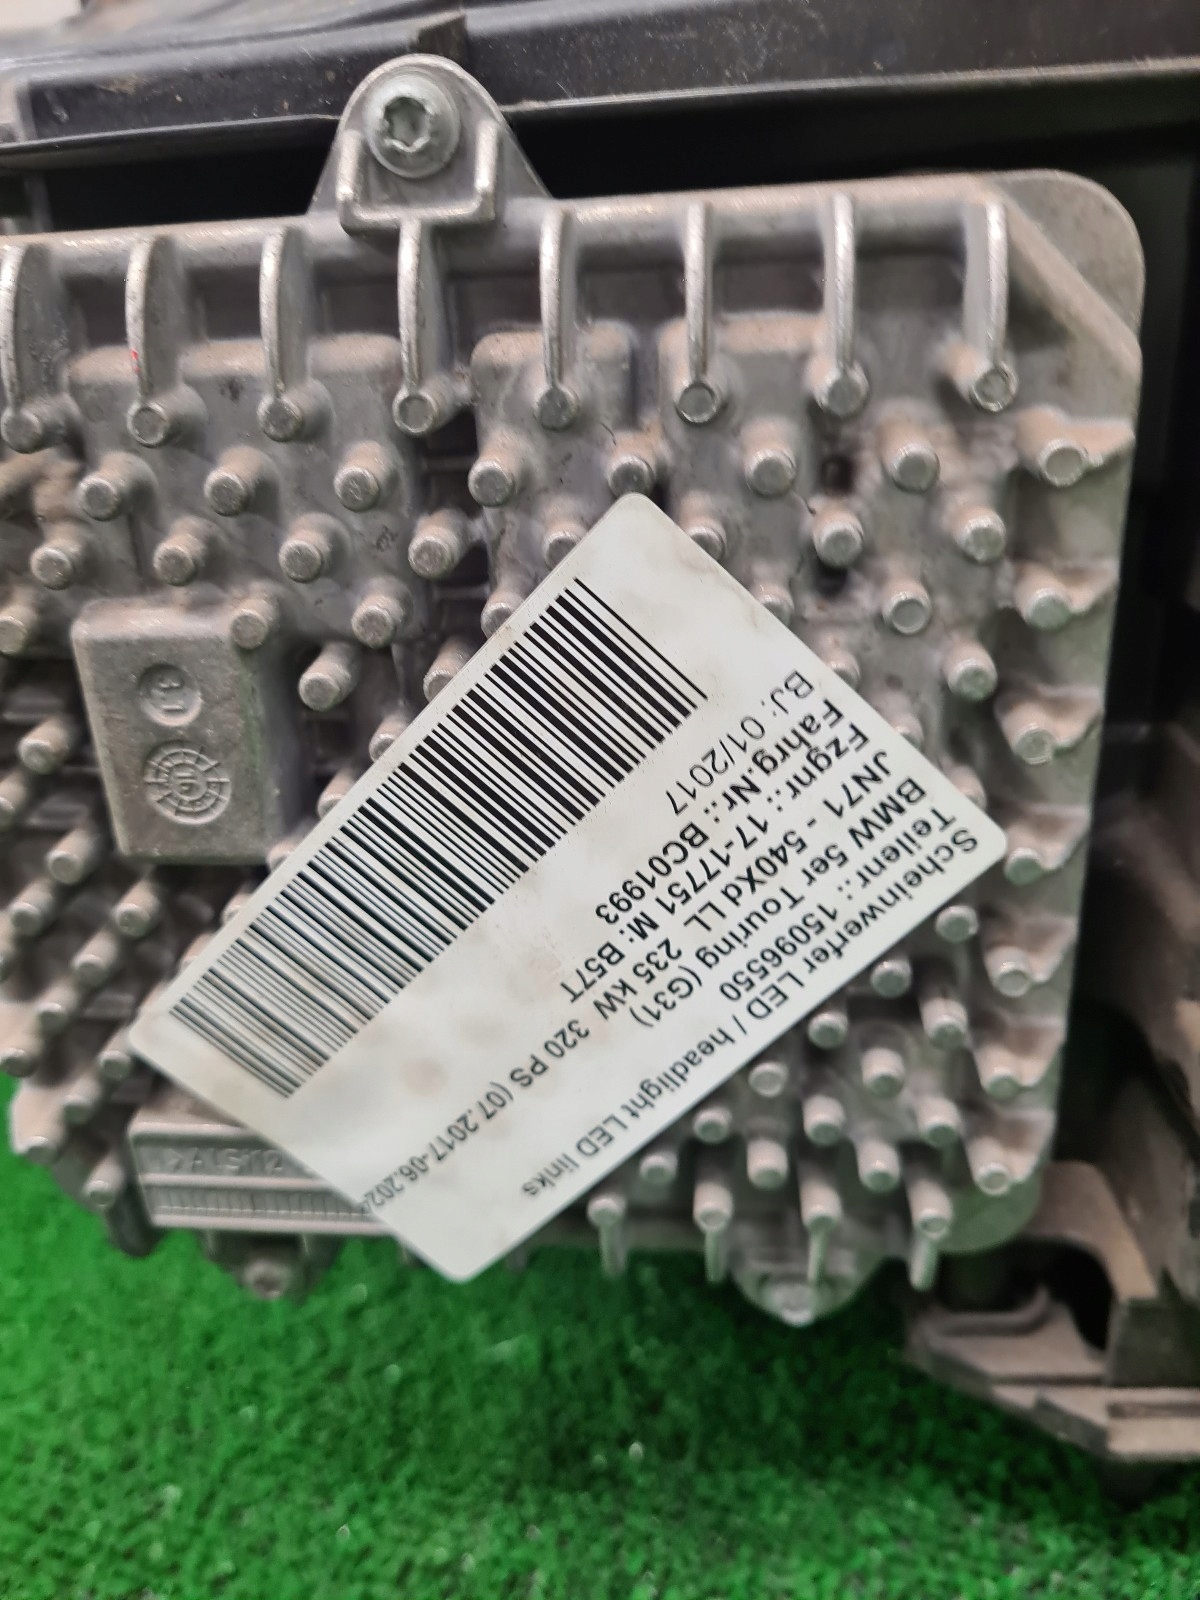 Scheinwerfer LED / headlight LED links
Teilenr.: 15096550
BMW 5er Touring (G31)
JN71 - 540Xd LL 235 kW 320 PS (07.2017-06.202
Fzgnr.: 17-17751 M: B57T
Fahrg.Nr.: BC01993
BJ: 01/2017
31